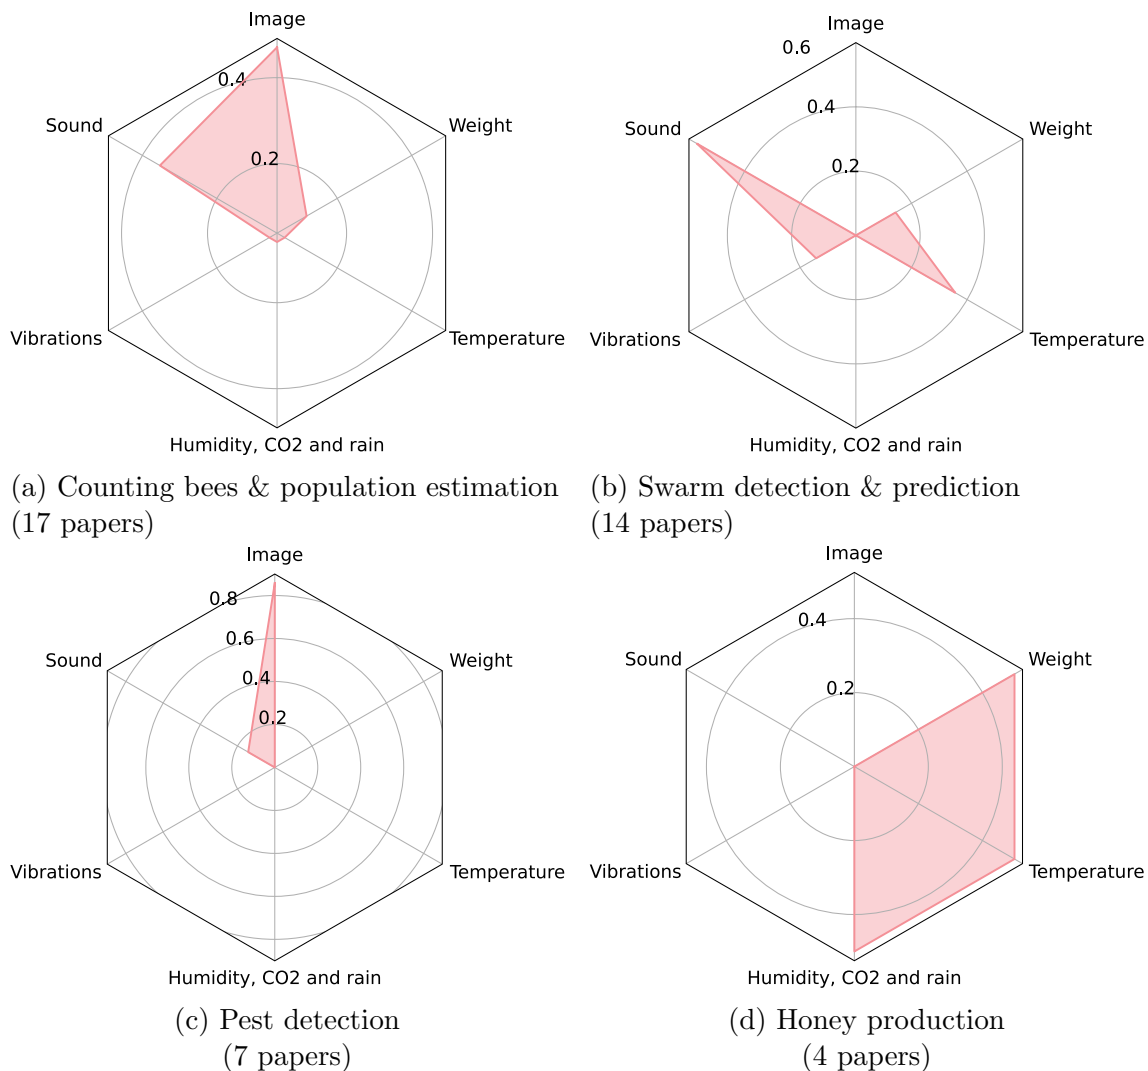 Image
0.4
Sound
Weight
0.2
Vibrations
Temperature
Humidity, CO2 and rain
(a) Counting bees & population estimation
(17 papers)
Image
0.6
0.4
Sound
Weight
0.2
Vibrations
Temperature
Humidity, CO2 and rain
(b) Swarm detection & prediction
(14 papers)
Image
0.8
0.6
Sound
Weight
0.4
0.2
Vibrations
Temperature
Humidity, CO2 and rain
(c) Pest detection
(7 papers)
Image
0.4
Sound
Weight
0.2
Vibrations
Temperature
Humidity, CO2 and rain
(d) Honey production
(4 papers)